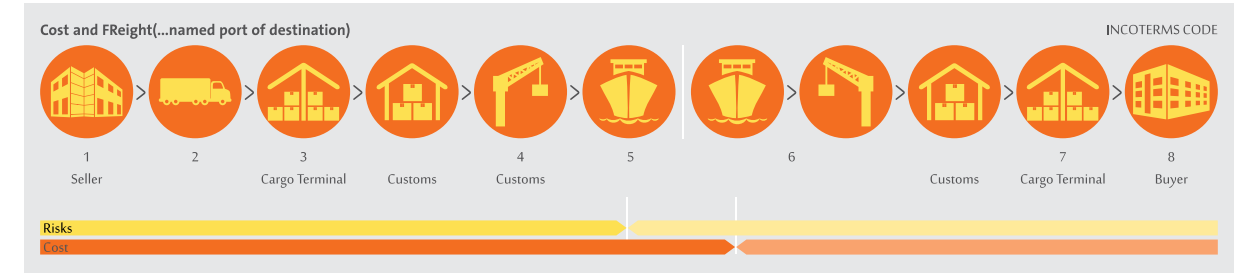 Cost and FReight(...named port of destination)
INCOTERMS CODE
1 2 3 4 5 6 7 8
Seller Cargo Terminal Customs Customs Customs Cargo Terminal Buyer
Risks
Cost